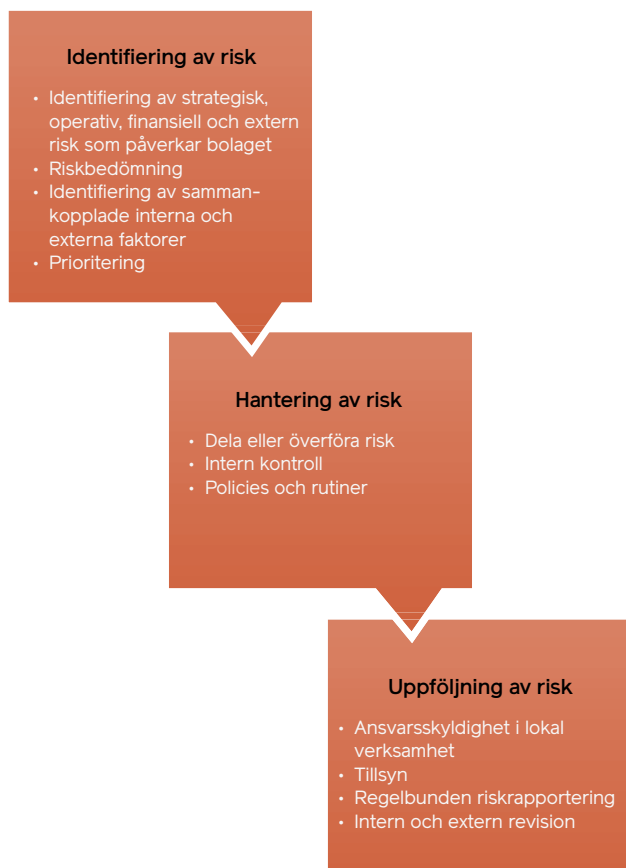 Identifiering av risk
• Identifiering av strategisk,
operativ, finansiell och extern
risk som påverkar bolaget
• Riskbedömning
• Identifiering av samman-
kopplade interna och
externa faktorer
• Prioritering
Hantering av risk
• Dela eller överföra risk
• Intern kontroll
• Policies och rutiner
Uppföljning av risk
• Ansvarsskyldighet i lokal
verksamhet
• Tillsyn
• Regelbunden riskrapportering
• Intern och extern revision